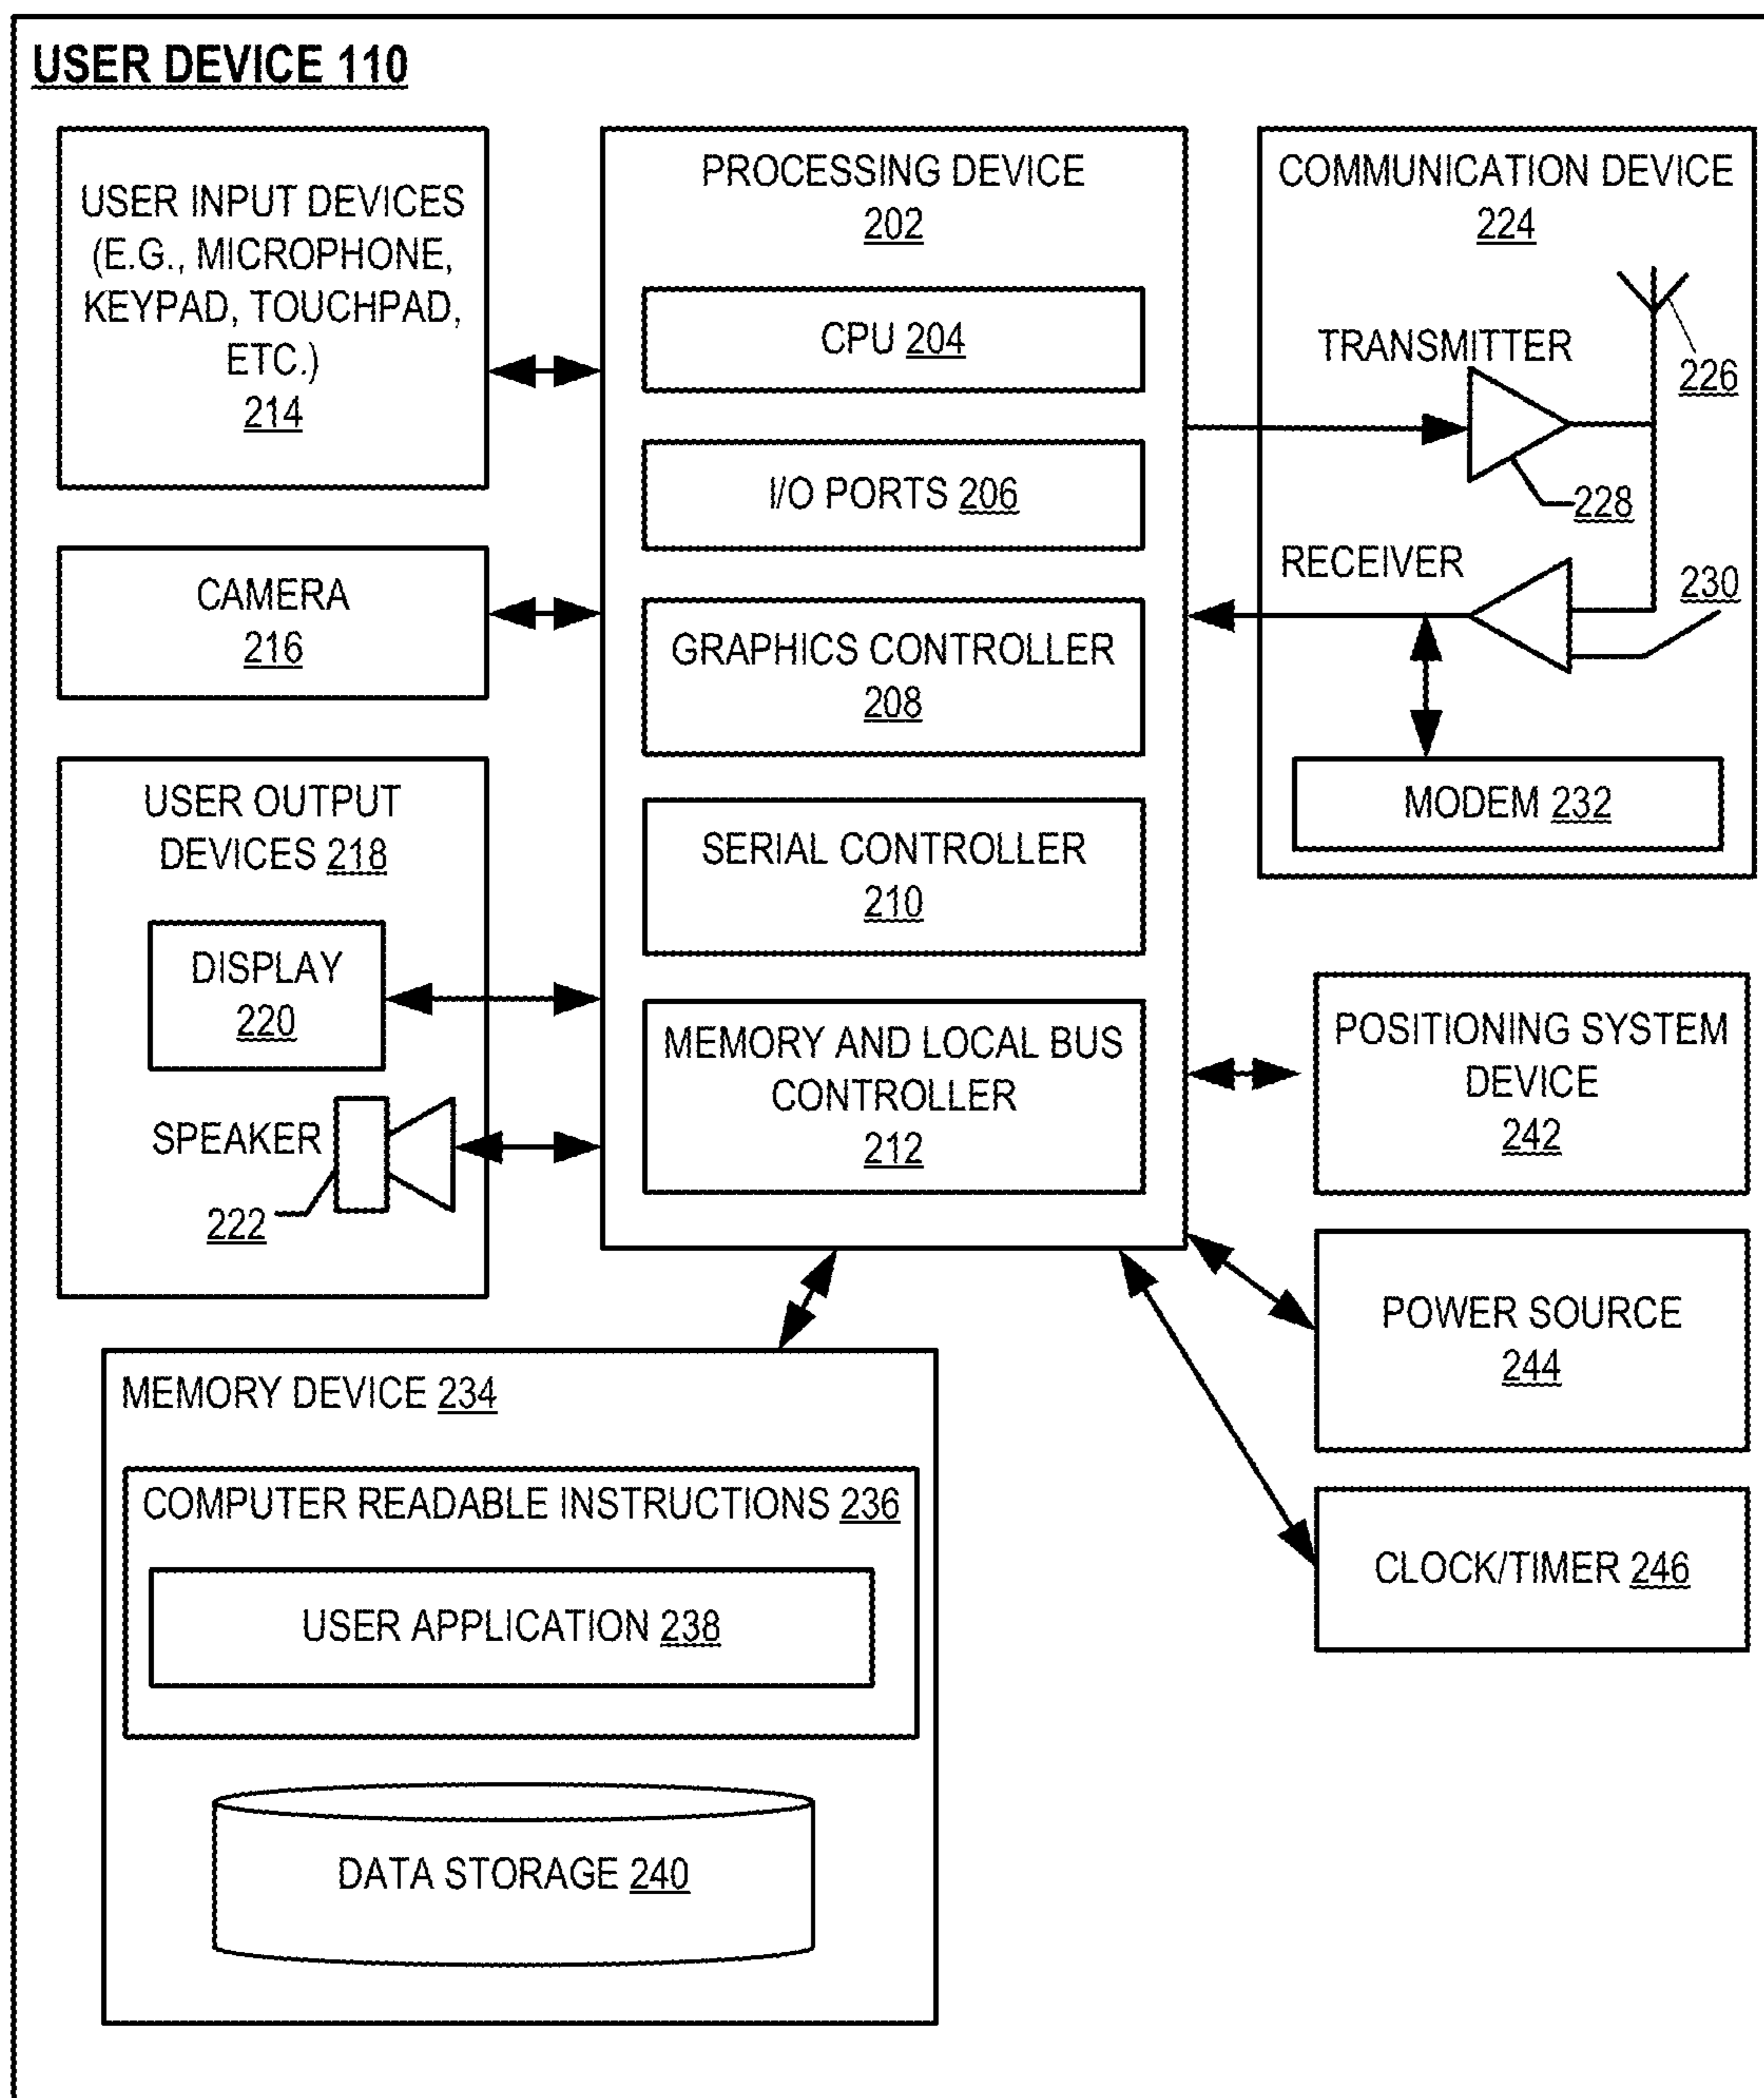 USER DEVICE 110
USER INPUT DEVICES
(E.G., MICROPHONE,
KEYPAD, TOUCHPAD,
ETC.)
214
CAMERA
216
USER OUTPUT
DEVICES 218
DISPLAY
220
SPEAKER
222
PROCESSING DEVICE
202
CPU 204
I/O PORTS 206
GRAPHICS CONTROLLER
208
SERIAL CONTROLLER
210
MEMORY AND LOCAL BUS
CONTROLLER
212
COMMUNICATION DEVICE
224
TRANSMITTER
226
228
RECEIVER
230
MODEM 232
POSITIONING SYSTEM
DEVICE
242
POWER SOURCE
244
CLOCK/TIMER 246
MEMORY DEVICE 234
COMPUTER READABLE INSTRUCTIONS 236
USER APPLICATION 238
DATA STORAGE 240